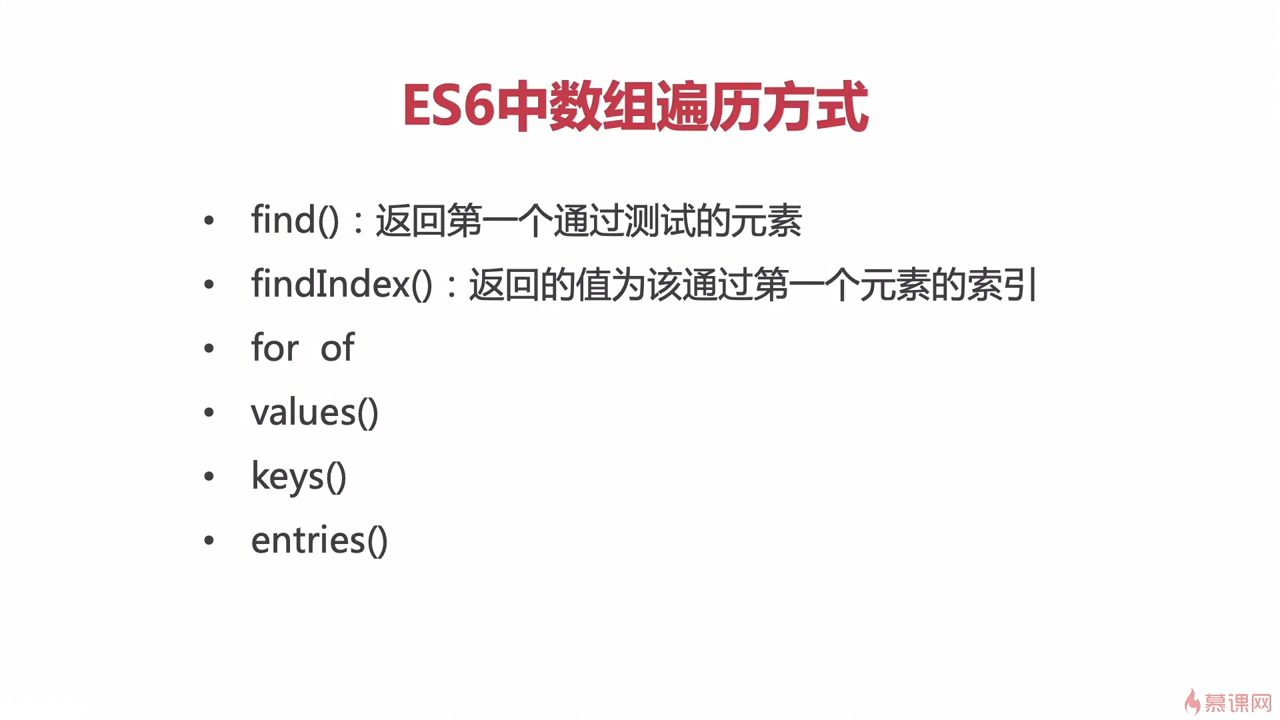 ES6中数组遍历方式
• find()：返回第一个通过测试的元素
• findIndex()：返回的值为该通过第一个元素的索引
• for of
• values()
• keys()
• entries()
慕课网